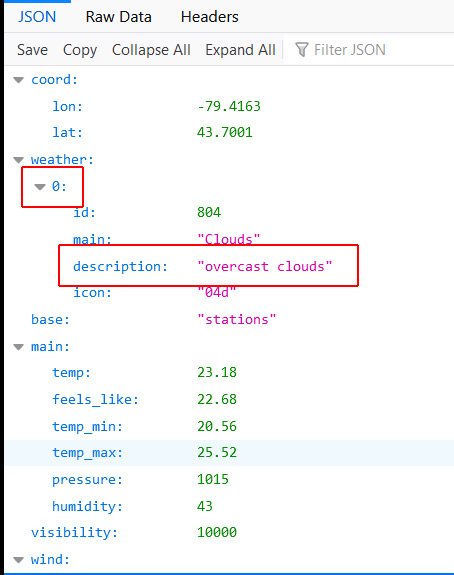 JSON Raw Data Headers
Save Copy Collapse All Expand All Filter JSON
coord:
lon: -79.4163
lat: 43.7001
weather:
0:
id: 804
main: "Clouds"
description: "overcast clouds"
icon: "04d"
base: "stations"
main:
temp: 23.18
feels_like: 22.68
temp_min: 20.56
temp_max: 25.52
pressure: 1015
humidity: 43
visibility: 10000
wind: